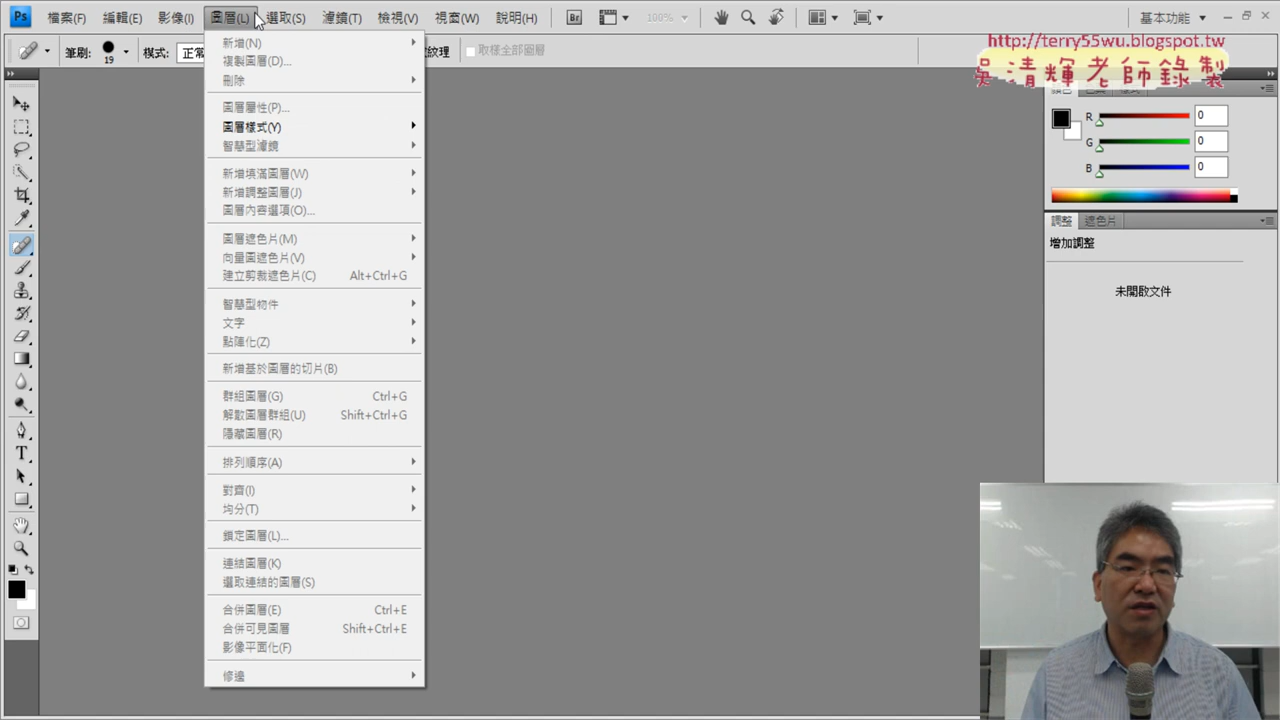 Ps 檔案(F) 編輯(E) 影像(I) 圖層(L) 選取(S) 濾鏡(T) 檢視(V) 視窗(W) 說明(H) Br 100% 基本功能
筆刷: 19 模式: 正常 紋理 取樣全部圖層
http://terry55wu.blogspot.tw
吳清輝老師錄製
新增(N)
複製圖層(D)...
刪除
圖層屬性(P)...
圖層樣式(Y)
智慧型濾鏡
新增填滿圖層(W)
新增調整圖層(J)
圖層內容選項(O)...
圖層遮色片(M)
向量圖遮色片(V)
建立剪裁遮色片(C) Alt+Ctrl+G
智慧型物件
文字
點陣化(Z)
新增基於圖層的切片(B)
群組圖層(G) Ctrl+G
解散圖層群組(U) Shift+Ctrl+G
隱藏圖層(R)
排列順序(A)
對齊(I)
均分(T)
鎖定圖層(L)...
連結圖層(K)
選取連結的圖層(S)
合併圖層(E) Ctrl+E
合併可見圖層 Shift+Ctrl+E
影像平面化(F)
修邊
R 0
G 0
B 0
調整 遮色片
增加調整
未開啟文件
T